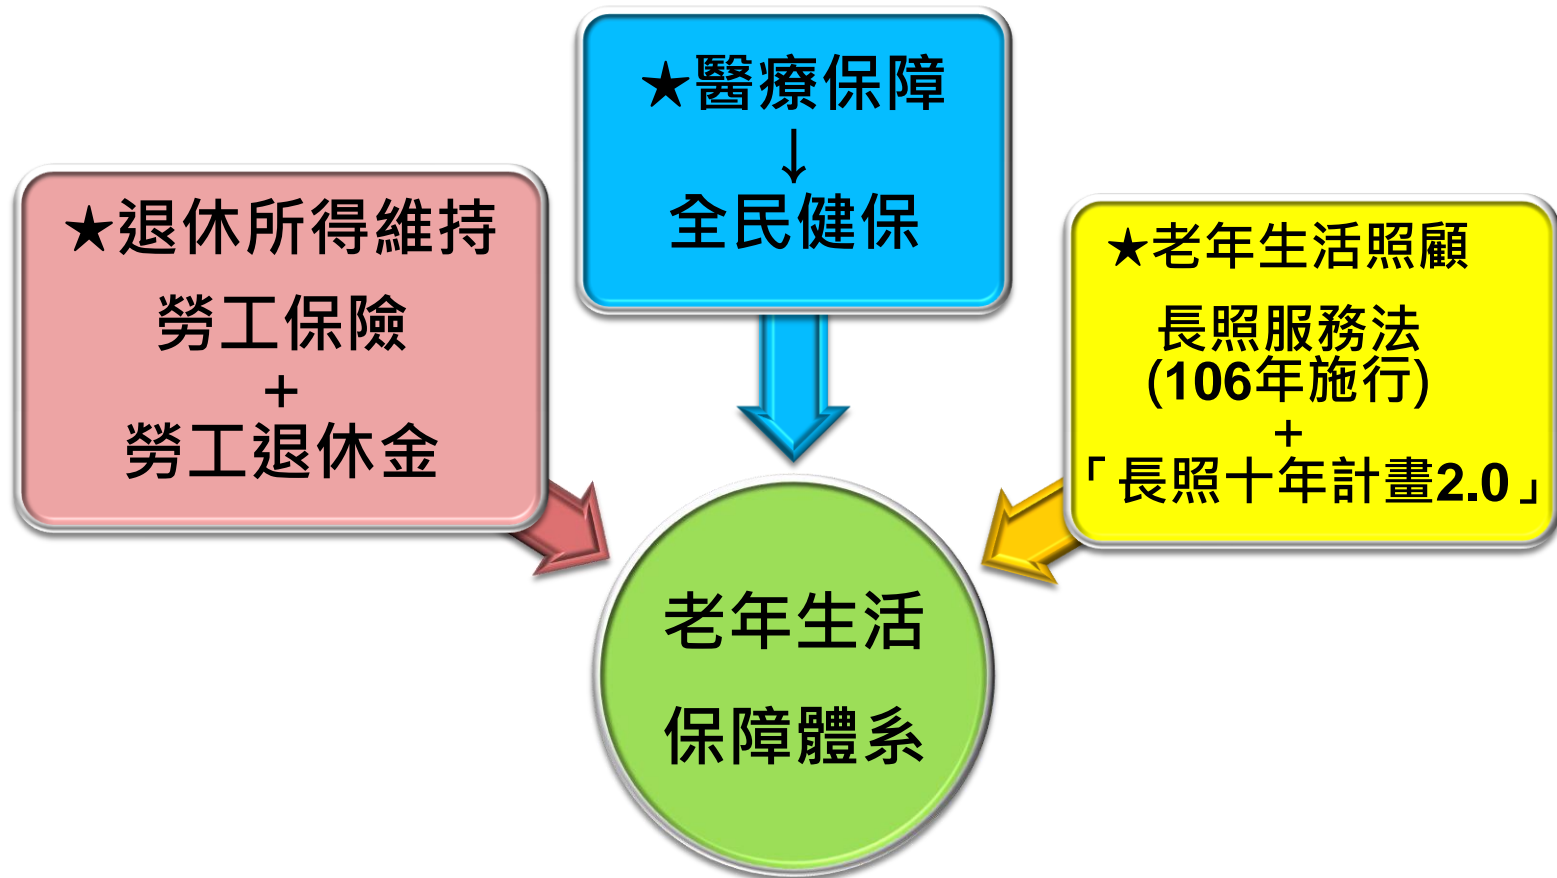 ★退休所得維持
勞工保險
+
勞工退休金
★醫療保障
↓
全民健保
★老年生活照顧
長照服務法
(106年施行)
+
「長照十年計畫2.0」
老年生活
保障體系